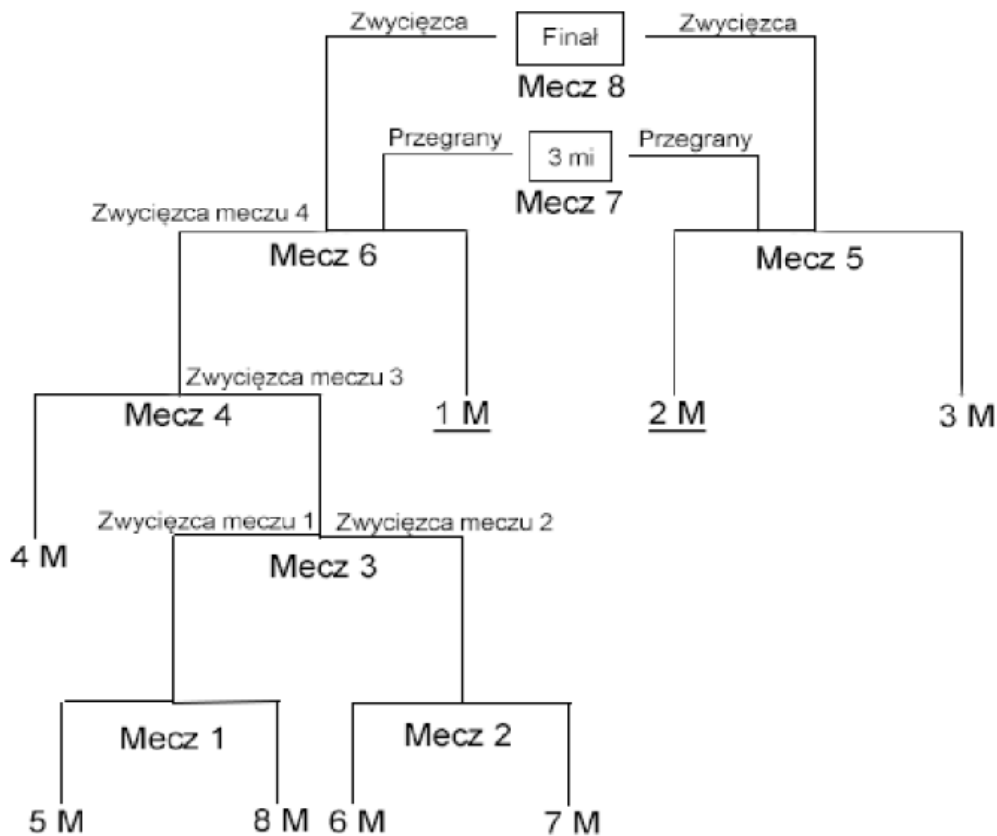 Zwycięzca
Finał
Zwycięzca
Mecz 8
Przegrany
3 mi
Przegrany
Mecz 7
Zwycięzca meczu 4
Mecz 6
Mecz 5
Zwycięzca meczu 3
Mecz 4
1 M
2 M
3 M
Zwycięzca meczu 1
Zwycięzca meczu 2
4 M
Mecz 3
Mecz 1
Mecz 2
5 M
8 M
6 M
7 M